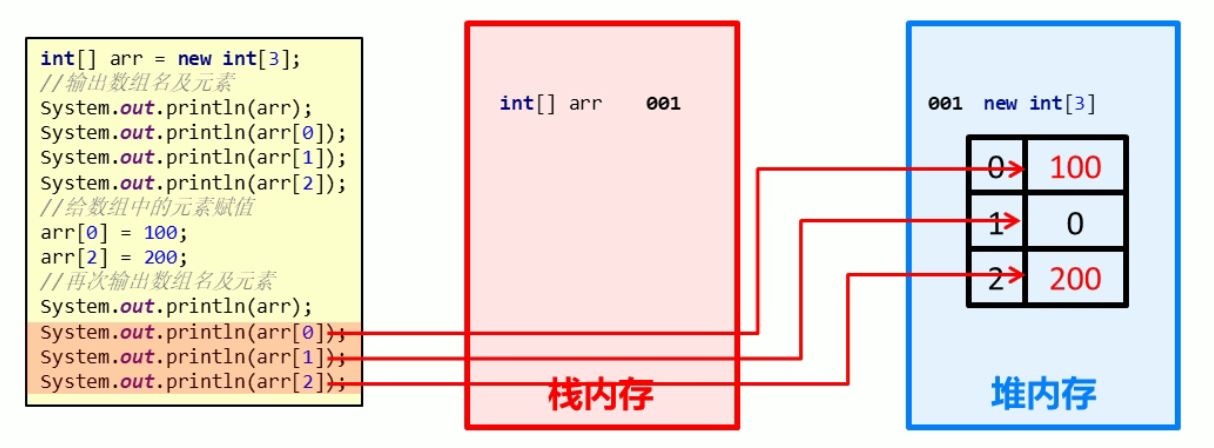 int[] arr = new int[3];
//输出数组名及元素
System.out.println(arr);
System.out.println(arr[0]);
System.out.println(arr[1]);
System.out.println(arr[2]);
//给数组中的元素赋值
arr[0] = 100;
arr[2] = 200;
//再次输出数组名及元素
System.out.println(arr);
System.out.println(arr[0]);
System.out.println(arr[1]);
System.out.println(arr[2]);
int[] arr 001
栈内存
001 new int[3]
0 100
1 0
2 200
堆内存